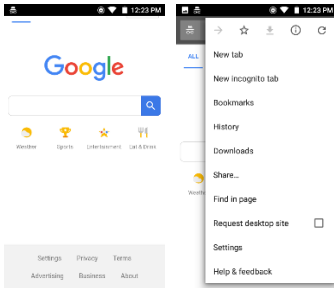 12:23 PM
Google
Weather Sports Entertainment Eat & Drink
Settings Privacy Terms
Advertising Business About
12:23 PM
ALL
Weathe
New tab
New incognito tab
Bookmarks
History
Downloads
Share...
Find in page
Request desktop site
Settings
Help & feedback